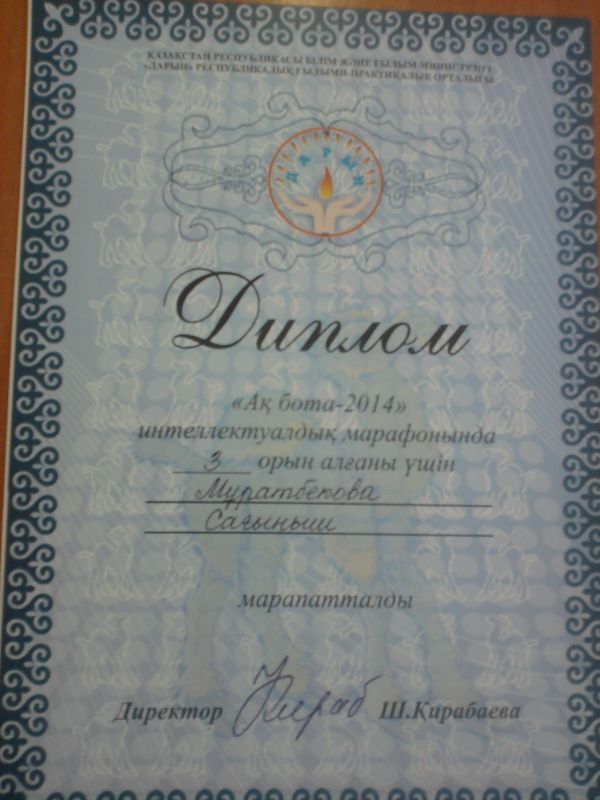 ҚАЗАҚСТАН РЕСПУБЛИКАСЫ БІЛІМ ЖӘНЕ ҒЫЛЫМ МИНИСТРЛІГІ
«ДАРЫН» РЕСПУБЛИКАЛЫҚ ҒЫЛЫМИ-ПРАКТИКАЛЫҚ ОРТАЛЫҒЫ
ДАРЫН
Диплом
«Ақ бота-2014»
интеллектуалдық марафонында
3 орын алғаны үшін
Муратбекова
Сағыныш
марапатталды
Директор Ш.Қирабаева